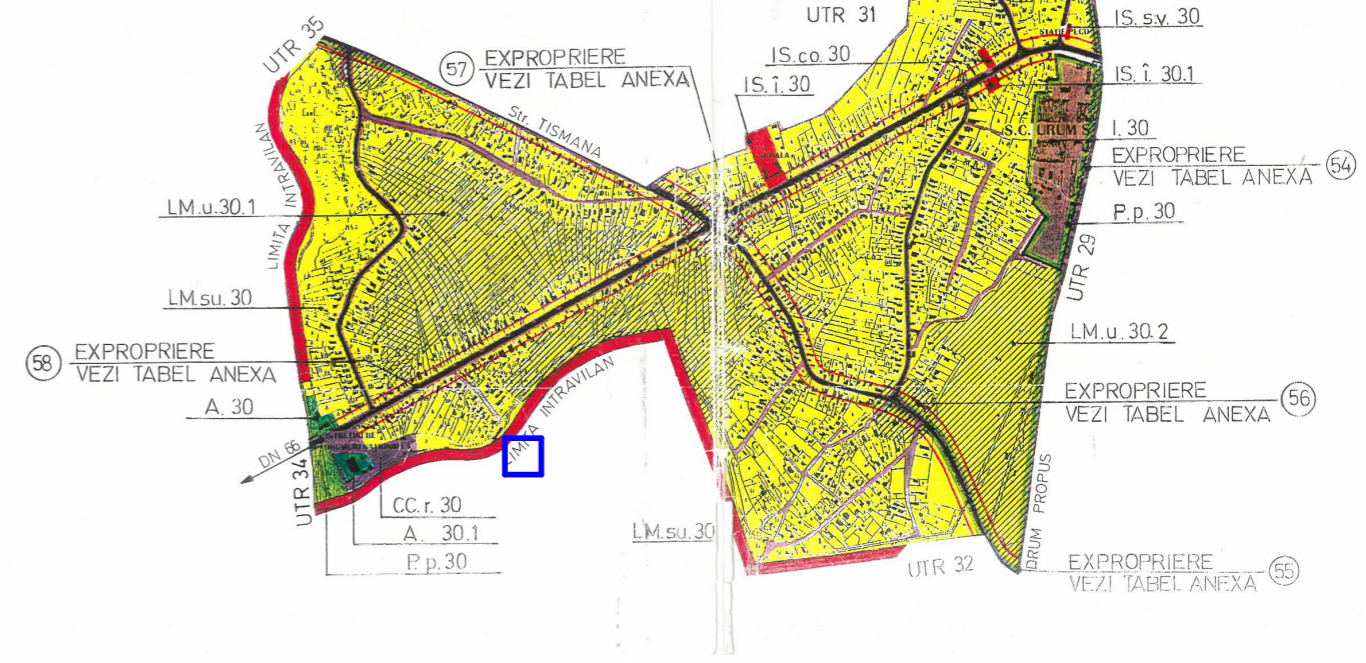 UTR 35
UTR 31
57
EXPROPRIERE
VEZI TABEL ANEXA
IS.co.30
IS.î.30
IS. s.v. 30
IS. î. 30.1
S.C. URUM S
I. 30
EXPROPRIERE
VEZI TABEL ANEXA
54
P.p. 30
Str. TISMANA
LIMITA INTRAVILAN
LM.u.30.1
LM.su.30
58
EXPROPRIERE
VEZI TABEL ANEXA
A. 30
DN 66
UTR 34
CC. r. 30
A. 30.1
P.p. 30
LIMITA INTRAVILAN
LM.su.30
UTR 29
LM.u. 30.2
EXPROPRIERE
VEZI TABEL ANEXA
56
DRUM PROPUS
UTR 32
EXPROPRIERE
VEZI TABEL ANEXA
55